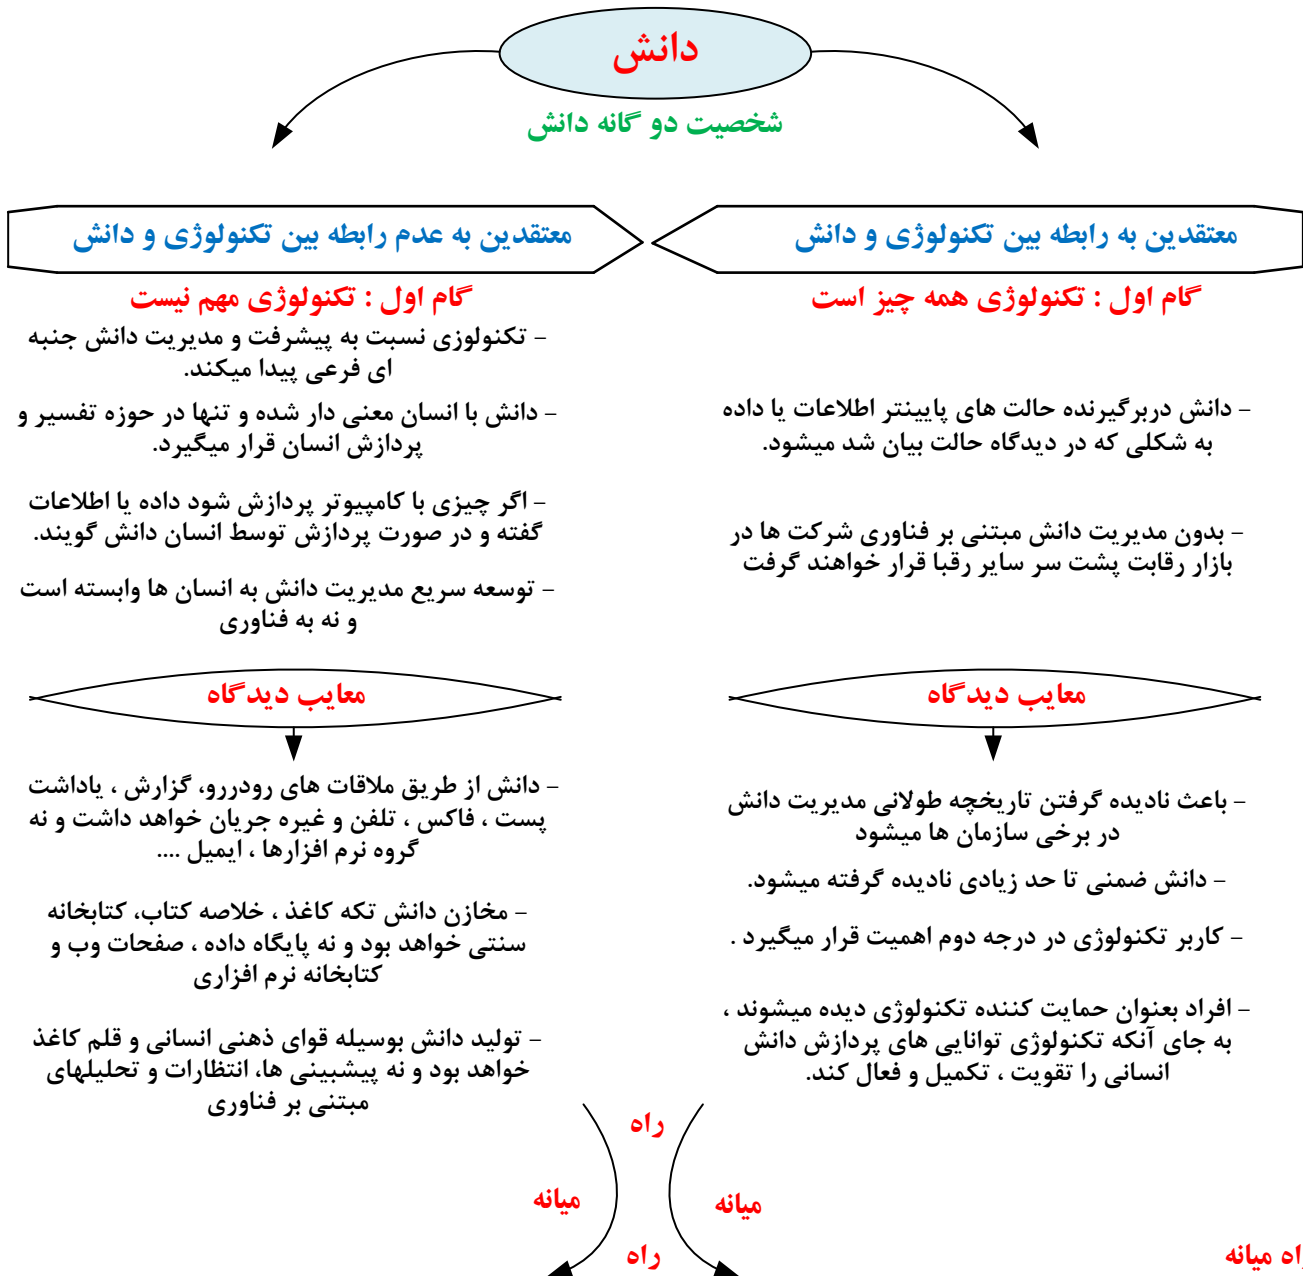 دانش
شخصیت دو گانه دانش
معتقدین به رابطه بین تکنولوژی و دانش
گام اول : تکنولوژی همه چیز است
- دانش دربرگیرنده حالت های پایینتر اطلاعات یا داده
به شکلی که در دیدگاه حالت بیان شد میشود.
- بدون مدیریت دانش مبتنی بر فناوری شرکت ها در
بازار رقابت پشت سر سایر رقبا قرار خواهند گرفت
معایب دیدگاه
- باعث نادیده گرفتن تاریخچه طولانی مدیریت دانش
در برخی سازمان ها میشود
- دانش ضمنی تا حد زیادی نادیده گرفته میشود.
- کاربر تکنولوژی در درجه دوم اهمیت قرار میگیرد .
- افراد بعنوان حمایت کننده تکنولوژی دیده میشوند ،
به جای آنکه تکنولوژی توانایی های پردازش دانش
انسانی را تقویت ، تکمیل و فعال کند.
معتقدین به عدم رابطه بین تکنولوژی و دانش
گام اول : تکنولوژی مهم نیست
- تکنولوزی نسبت به پیشرفت و مدیریت دانش جنبه
ای فرعی پیدا میکند.
- دانش با انسان معنی دار شده و تنها در حوزه تفسیر و
پردازش انسان قرار میگیرد.
- اگر چیزی با کامپیوتر پردازش شود داده یا اطلاعات
گفته و در صورت پردازش توسط انسان دانش گویند.
- توسعه سریع مدیریت دانش به انسان ها وابسته است
و نه به فناوری
معایب دیدگاه
- دانش از طریق ملاقات های رودررو، گزارش ، یاداشت
پست ، فاکس ، تلفن و غیره جریان خواهد داشت و نه
گروه نرم افزارها ، ایمیل ....
- مخازن دانش تکه کاغذ ، خلاصه کتاب، کتابخانه
سنتی خواهد بود و نه پایگاه داده ، صفحات وب و
کتابخانه نرم افزاری
- تولید دانش بوسیله قوای ذهنی انسانی و قلم کاغذ
خواهد بود و نه پیشبینی ها، انتظارات و تحلیلهای
مبتنی بر فناوری
راه
میانه
میانه
راه
راه میانه